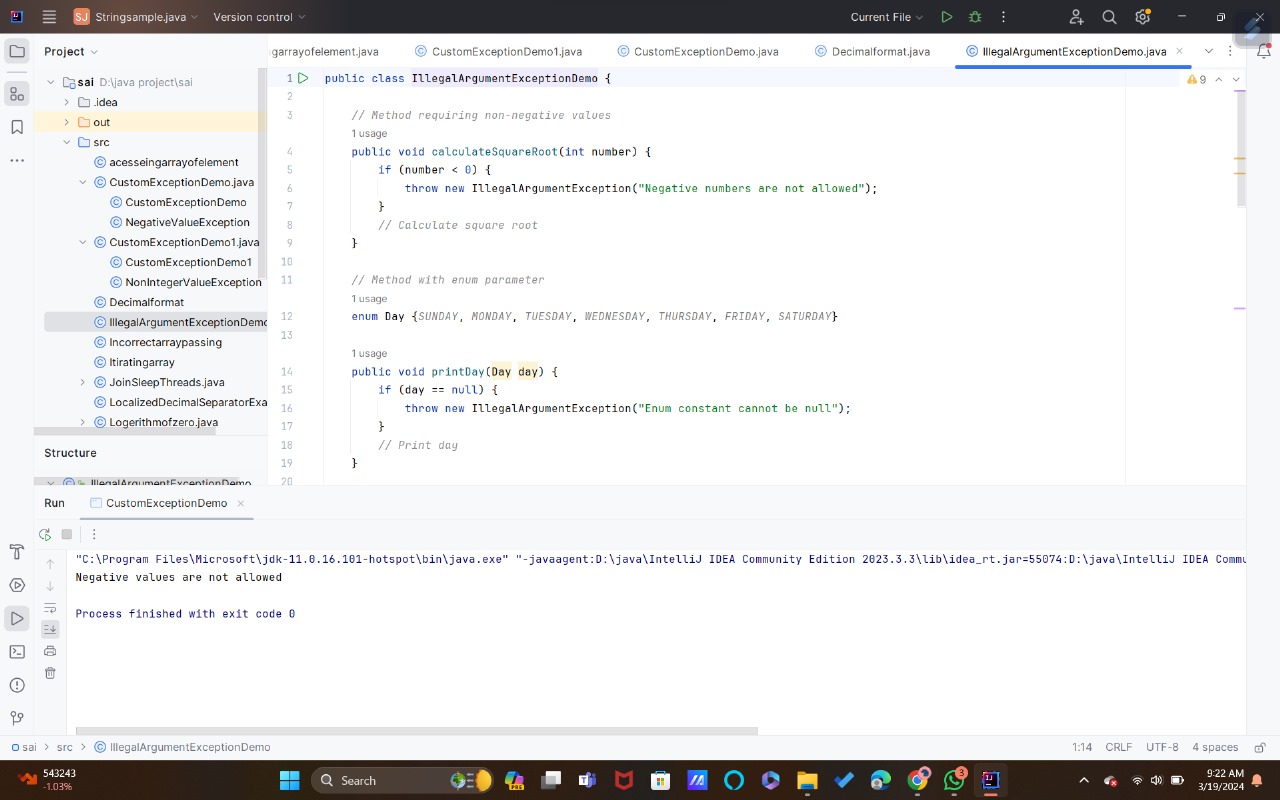 SJ Stringsample.java Version control Current File
Project
garrayofelement.java CustomExceptionDemo1.java CustomExceptionDemo.java Decimalformat.java IllegalArgumentExceptionDemo.java
sai D:\java project\sai
.idea
out
src
acesseingarrayofelement
CustomExceptionDemo.java
CustomExceptionDemo
NegativeValueException
CustomExceptionDemo1.java
CustomExceptionDemo1
NonIntegerValueException
Decimalformat
IllegalArgumentExceptionDemo
Incorrectarraypassing
Itiratingarray
JoinSleepThreads.java
LocalizedDecimalSeparatorExa
Logerithmofzero.java
Structure
IllegalArgumentExceptionDemo
9
1 public class IllegalArgumentExceptionDemo {
2
3 // Method requiring non-negative values
1 usage
4 public void calculateSquareRoot(int number) {
5 if (number < 0) {
6 throw new IllegalArgumentException("Negative numbers are not allowed");
7 }
8 // Calculate square root
9 }
10
11 // Method with enum parameter
1 usage
12 enum Day {SUNDAY, MONDAY, TUESDAY, WEDNESDAY, THURSDAY, FRIDAY, SATURDAY}
13
1 usage
14 public void printDay(Day day) {
15 if (day == null) {
16 throw new IllegalArgumentException("Enum constant cannot be null");
17 }
18 // Print day
19 }
20
Run CustomExceptionDemo
"C:\Program Files\Microsoft\jdk-11.0.16.101-hotspot\bin\java.exe" "-javaagent:D:\java\IntelliJ IDEA Community Edition 2023.3.3\lib\idea_rt.jar=55074:D:\java\IntelliJ IDEA Commu
Negative values are not allowed
Process finished with exit code 0
sai > src > IllegalArgumentExceptionDemo 1:14 CRLF UTF-8 4 spaces
543243
-1.03%
Search
PRE
3
9:22 AM
3/19/2024